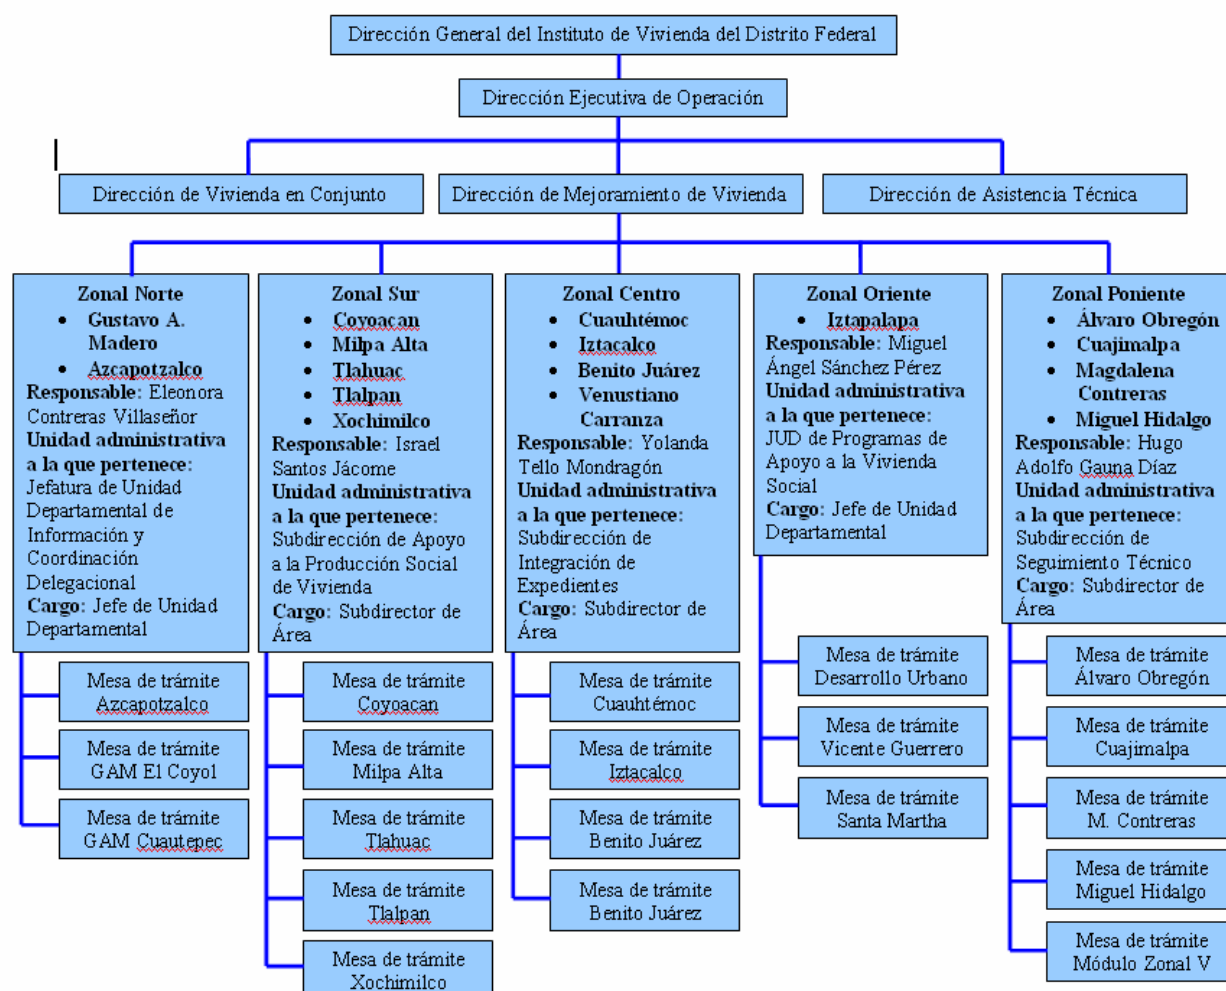 Dirección General del Instituto de Vivienda del Distrito Federal
Dirección Ejecutiva de Operación
Dirección de Vivienda en Conjunto
Dirección de Mejoramiento de Vivienda
Dirección de Asistencia Técnica
Zonal Norte
• Gustavo A.
Madero
• Azcapotzalco
Responsable: Eleonora
Contreras Villaseñor
Unidad administrativa
a la que pertenece:
Jefatura de Unidad
Departamental de
Información y
Coordinación
Delegacional
Cargo: Jefe de Unidad
Departamental
Mesa de trámite
Azcapotzalco
Mesa de trámite
GAM El Coyol
Mesa de trámite
GAM Cuautepec
Zonal Sur
• Coyoacan
• Milpa Alta
• Tlahuac
• Tlalpan
• Xochimilco
Responsable: Israel
Santos Jácome
Unidad administrativa
a la que pertenece:
Subdirección de Apoyo
a la Producción Social
de Vivienda
Cargo: Subdirector de
Área
Mesa de trámite
Coyoacan
Mesa de trámite
Milpa Alta
Mesa de trámite
Tlahuac
Mesa de trámite
Tlalpan
Mesa de trámite
Xochimilco
Zonal Centro
• Cuauhtémoc
• Iztacalco
• Benito Juárez
• Venustiano
Carranza
Responsable: Yolanda
Tello Mondragón
Unidad administrativa
a la que pertenece:
Subdirección de
Integración de
Expedientes
Cargo: Subdirector de
Área
Mesa de trámite
Cuauhtémoc
Mesa de trámite
Iztacalco
Mesa de trámite
Benito Juárez
Mesa de trámite
Benito Juárez
Zonal Oriente
• Iztapalapa
Responsable: Miguel
Ángel Sánchez Pérez
Unidad administrativa
a la que pertenece:
JUD de Programas de
Apoyo a la Vivienda
Social
Cargo: Jefe de Unidad
Departamental
Mesa de trámite
Desarrollo Urbano
Mesa de trámite
Vicente Guerrero
Mesa de trámite
Santa Martha
Zonal Poniente
• Álvaro Obregón
• Cuajimalpa
• Magdalena
Contreras
• Miguel Hidalgo
Responsable: Hugo
Adolfo Gauna Díaz
Unidad administrativa
a la que pertenece:
Subdirección de
Seguimiento Técnico
Cargo: Subdirector de
Área
Mesa de trámite
Álvaro Obregón
Mesa de trámite
Cuajimalpa
Mesa de trámite
M. Contreras
Mesa de trámite
Miguel Hidalgo
Mesa de trámite
Módulo Zonal V